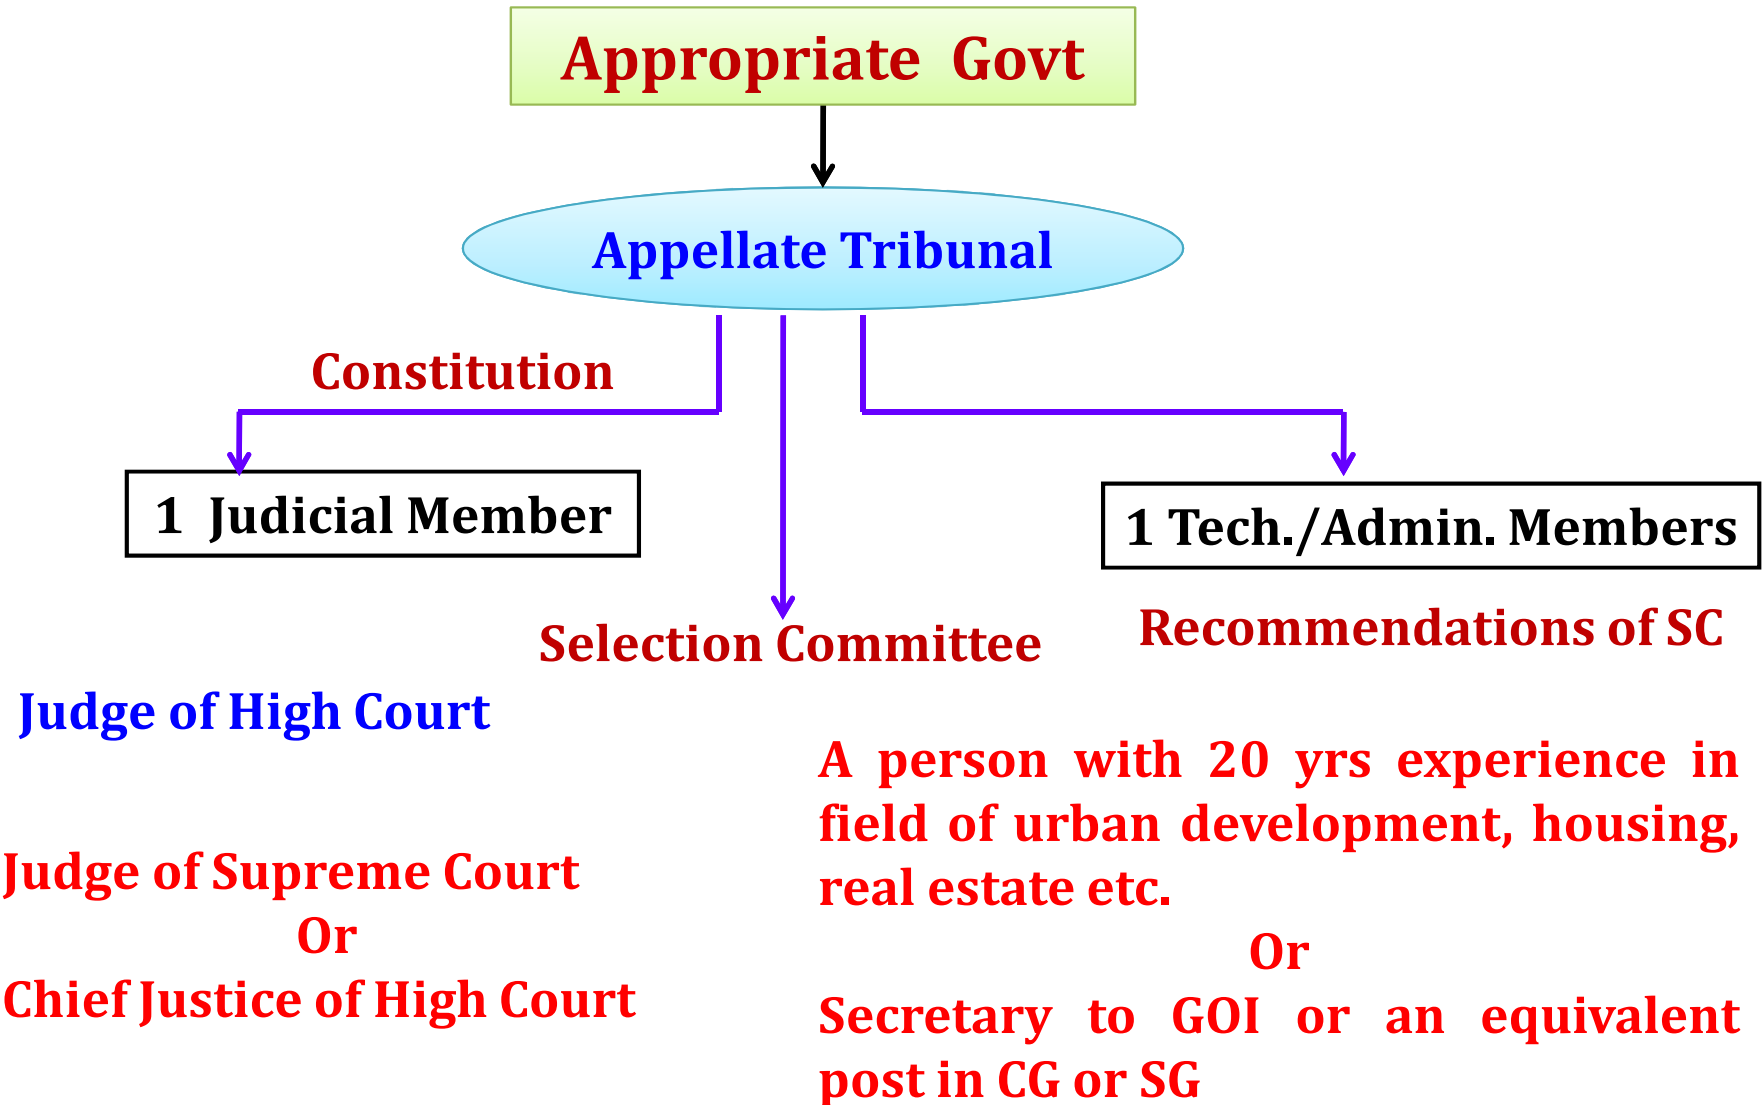 Appropriate Govt
Appellate Tribunal
Constitution
1 Judicial Member
1 Tech./Admin. Members
Selection Committee
Recommendations of SC
Judge of High Court
Judge of Supreme Court
Or
Chief Justice of High Court
A person with 20 yrs experience in
field of urban development, housing,
real estate etc.
Or
Secretary to GOI or an equivalent
post in CG or SG